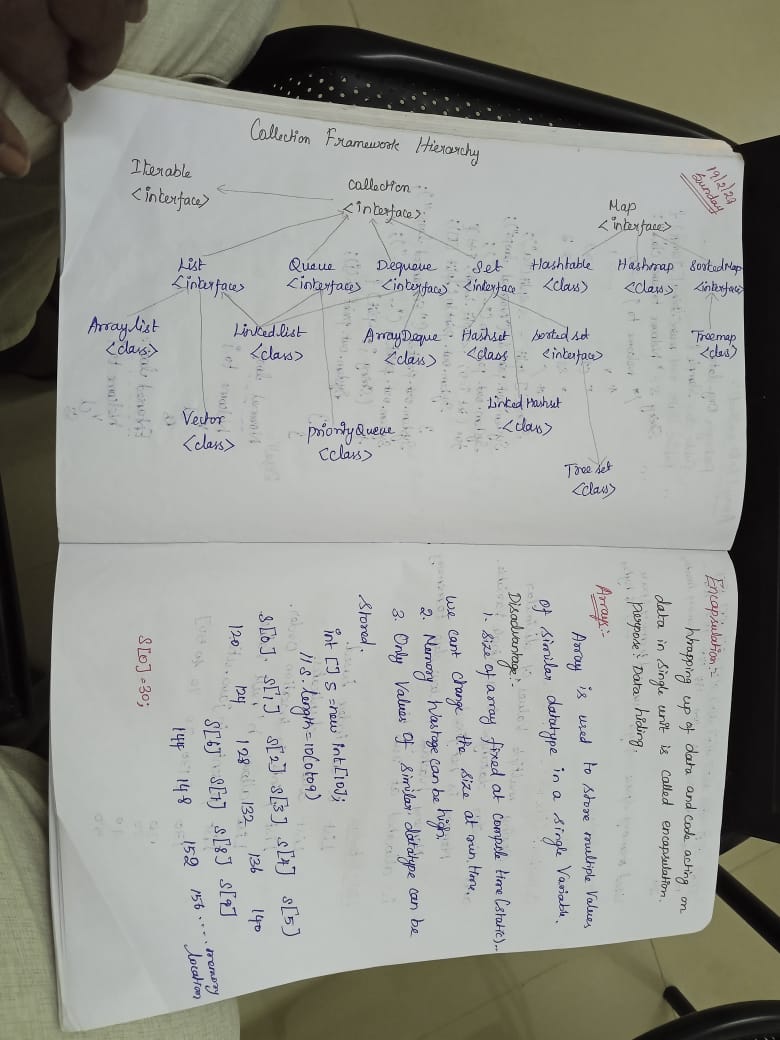 19/2/24
Sunday
Collection Framework Hierarchy
Iterable
<interface>
Collection
<interface>
Map
<interface>
List
<interface>
Queue
<interface>
Dequeue
<interface>
Set
<interface
Hashtable
<class>
Hashmap
<class>
SortedMap
<interface>
ArrayList
<class>
LinkedList
<class>
ArrayDeque
<class>
Hashset
<class
Sorted set
<interface>
Treemap
<class>
Vector
<class>
priorityQueue
<class>
Linked Hashset
<class>
Tree set
<class>
Encapsulation:-
Wrapping up of data and code acting on
data in single unit is called encapsulation.
perpose:- Data hiding.
Arrays:-
Array is used to store multiple Values
of similar datatype in a single Variable.
Disadvantage:-
1. Size of array fixed at compile time (static)..
we cant change the size at run time.
2. Memory Wastage can be high.
3. Only Values of similar datatype can be
stored.
int [] s = new int[10];
// s.length = 10 (0 to 9)
s[0] s[1] s[2] s[3] s[4] s[5]
120 124 128 132 136 140
s[6] s[7] s[8] s[9]
144 148 152 156 .... memory
location
s[0] = 30;